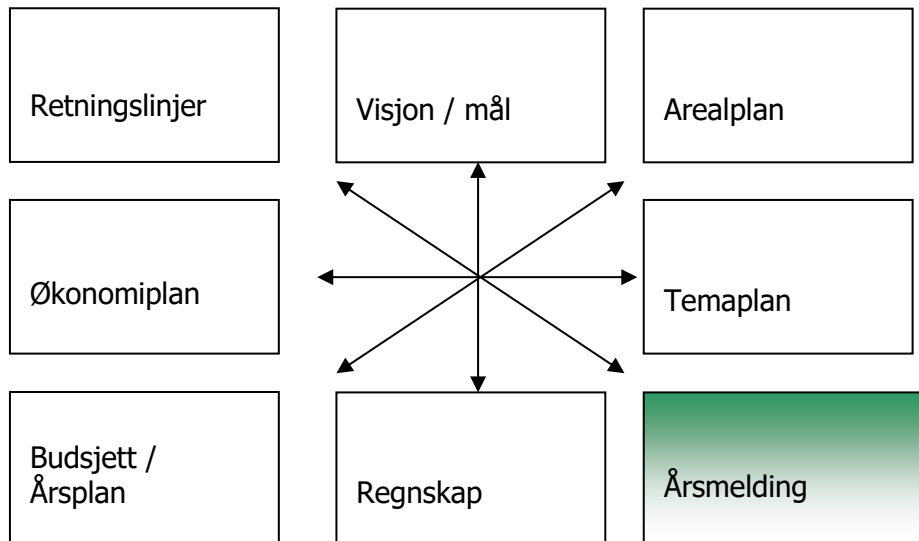 Retningslinjer
Visjon / mål
Arealplan
Økonomiplan
Temaplan
Budsjett /
Årsplan
Regnskap
Årsmelding